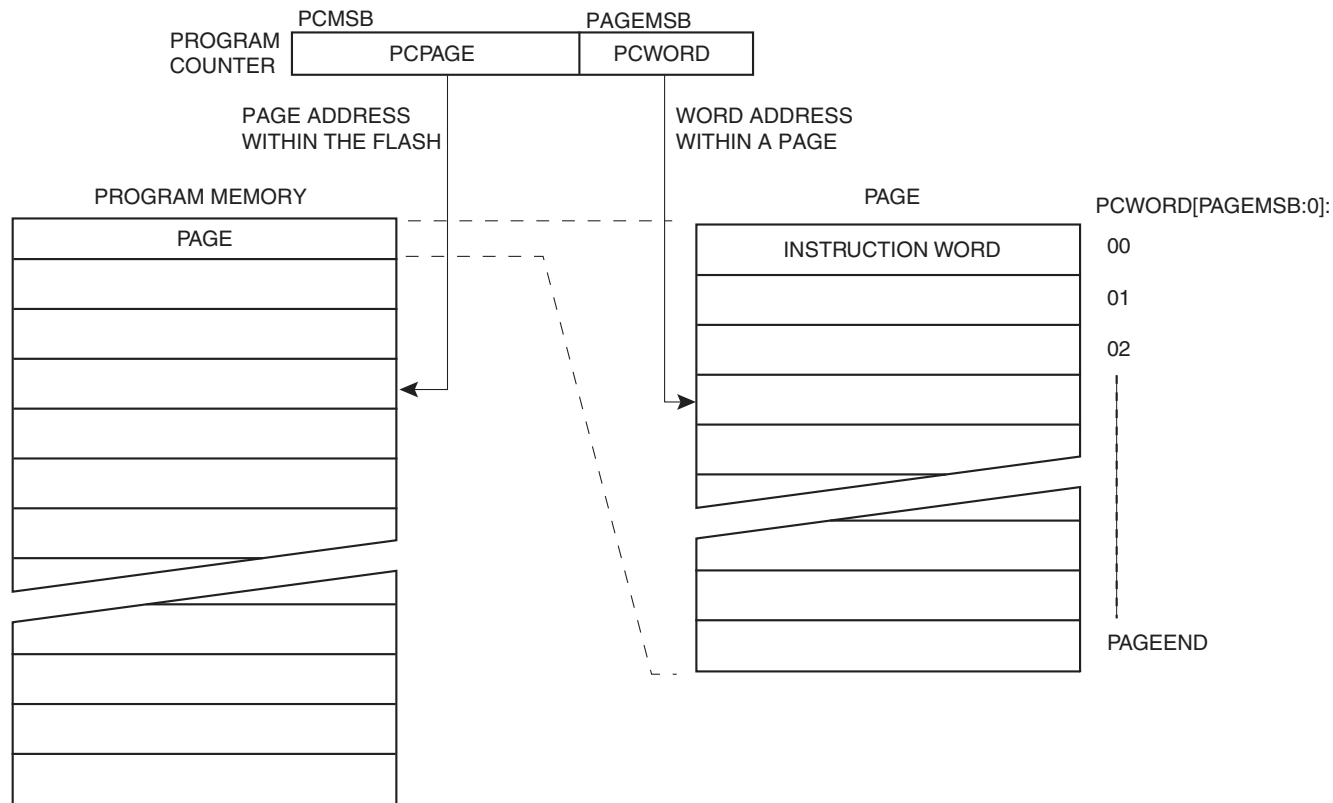 PCMSB
PAGEMSB
PROGRAM
COUNTER
PCPAGE
PCWORD
PAGE ADDRESS
WITHIN THE FLASH
WORD ADDRESS
WITHIN A PAGE
PROGRAM MEMORY
PAGE
PAGE
PCWORD[PAGEMSB:0]:
INSTRUCTION WORD
00
01
02
PAGEEND